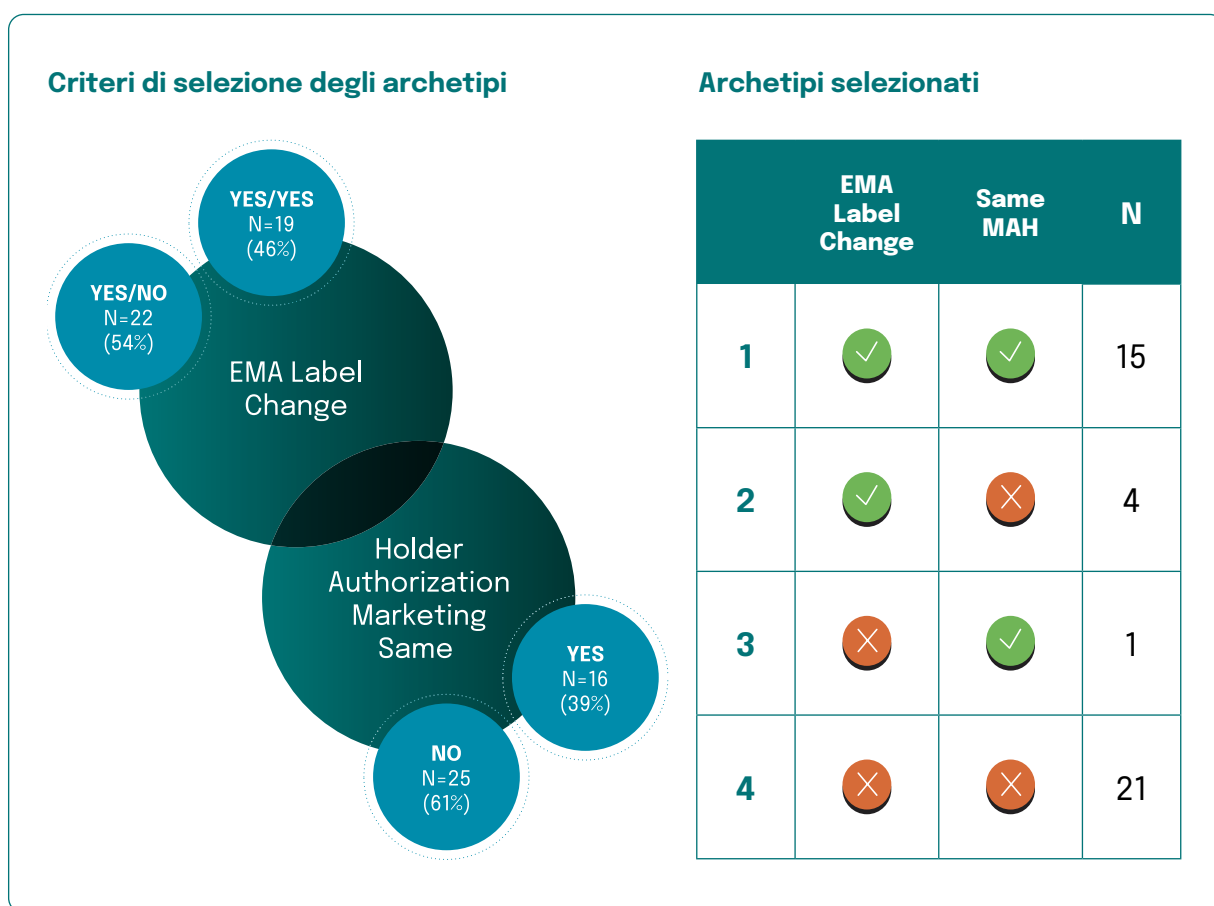 Criteri di selezione degli archetipi
YES/YES
N=19
(46%)
YES/NO
N=22
(54%)
EMA Label
Change
Holder
Authorization
Marketing
Same
YES
N=16
(39%)
NO
N=25
(61%)
Archetipi selezionati
EMA
Label
Change
Same
MAH
N
1
15
2
4
3
1
4
21